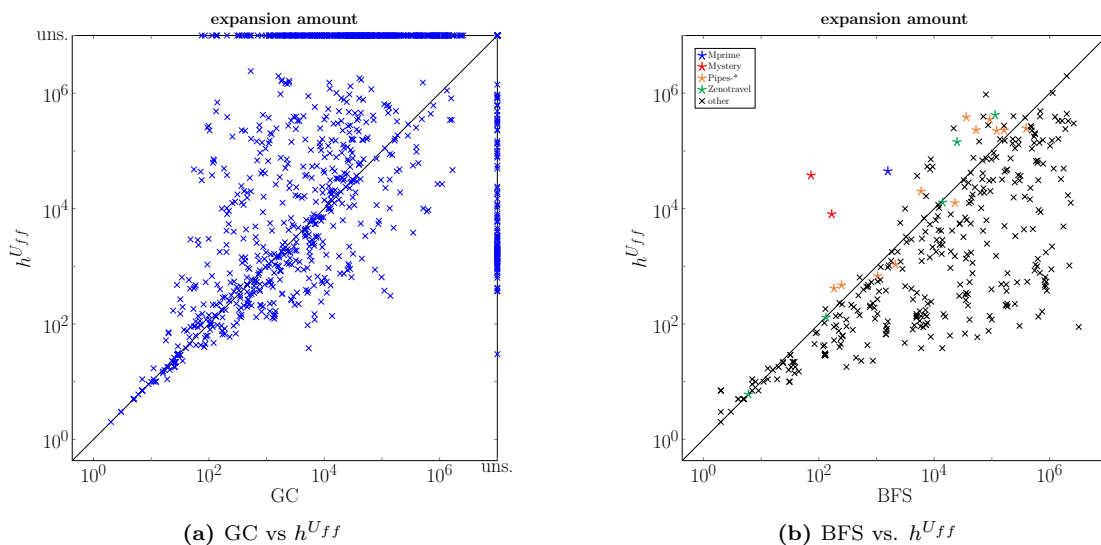 expansion amount
uns.
10^6
10^4
10^2
10^0
h^{U_{ff}}
10^0 10^2 10^4 10^6 uns.
GC
(a) GC vs h^{U_{ff}}
expansion amount
Mprime
Mystery
Pipes-*
Zenotravel
other
10^6
10^4
10^2
10^0
h^{U_{ff}}
10^0 10^2 10^4 10^6
BFS
(b) BFS vs. h^{U_{ff}}